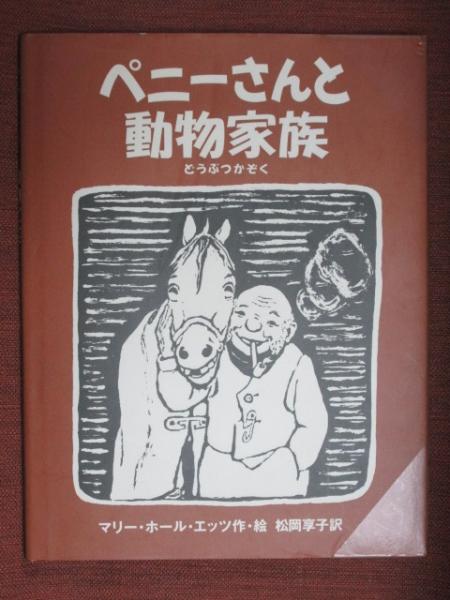 ペニーさんと
動物家族
どうぶつかぞく
マリー・ホール・エッツ作・絵 松岡享子訳